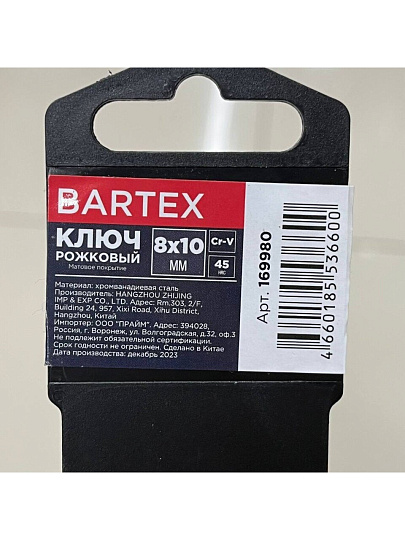 BARTEX
КЛЮЧ
РОЖКОВЫЙ
Матовое покрытие
8x10
ММ
Cr-V
45
HRC
Материал: хромванадиевая сталь
Производитель: HANGZHOU ZHIJING
IMP & EXP CO., LTD. Адрес: Rm.303, 2/F,
Building 24, 957, Xixi Road, Xihu District,
Hangzhou, Китай
Импортер: ООО "ПРАЙМ". Адрес: 394028,
Россия, г. Воронеж, ул. Волгоградская, д.32, оф.3
Не подлежит обязательной сертификации.
Срок годности не ограничен. Сделано в Китае
Дата производства: декабрь 2023
Арт. 169980
4660185536600